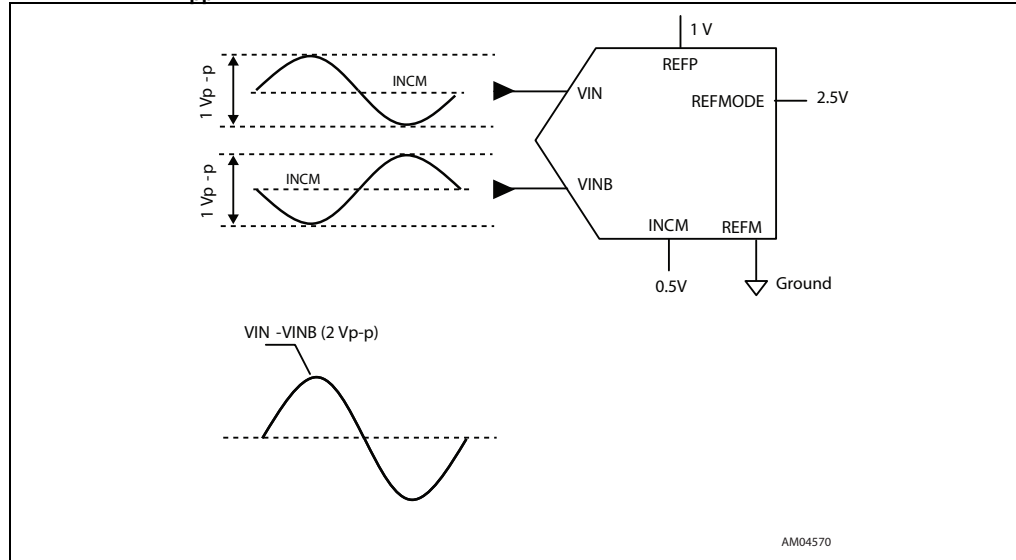 1 V
REFP
1 Vp -p
INCM
VIN
REFMODE
2.5V
1 Vp -p
INCM
VINB
INCM
REFM
0.5V
Ground
VIN -VINB (2 Vp-p)
AM04570